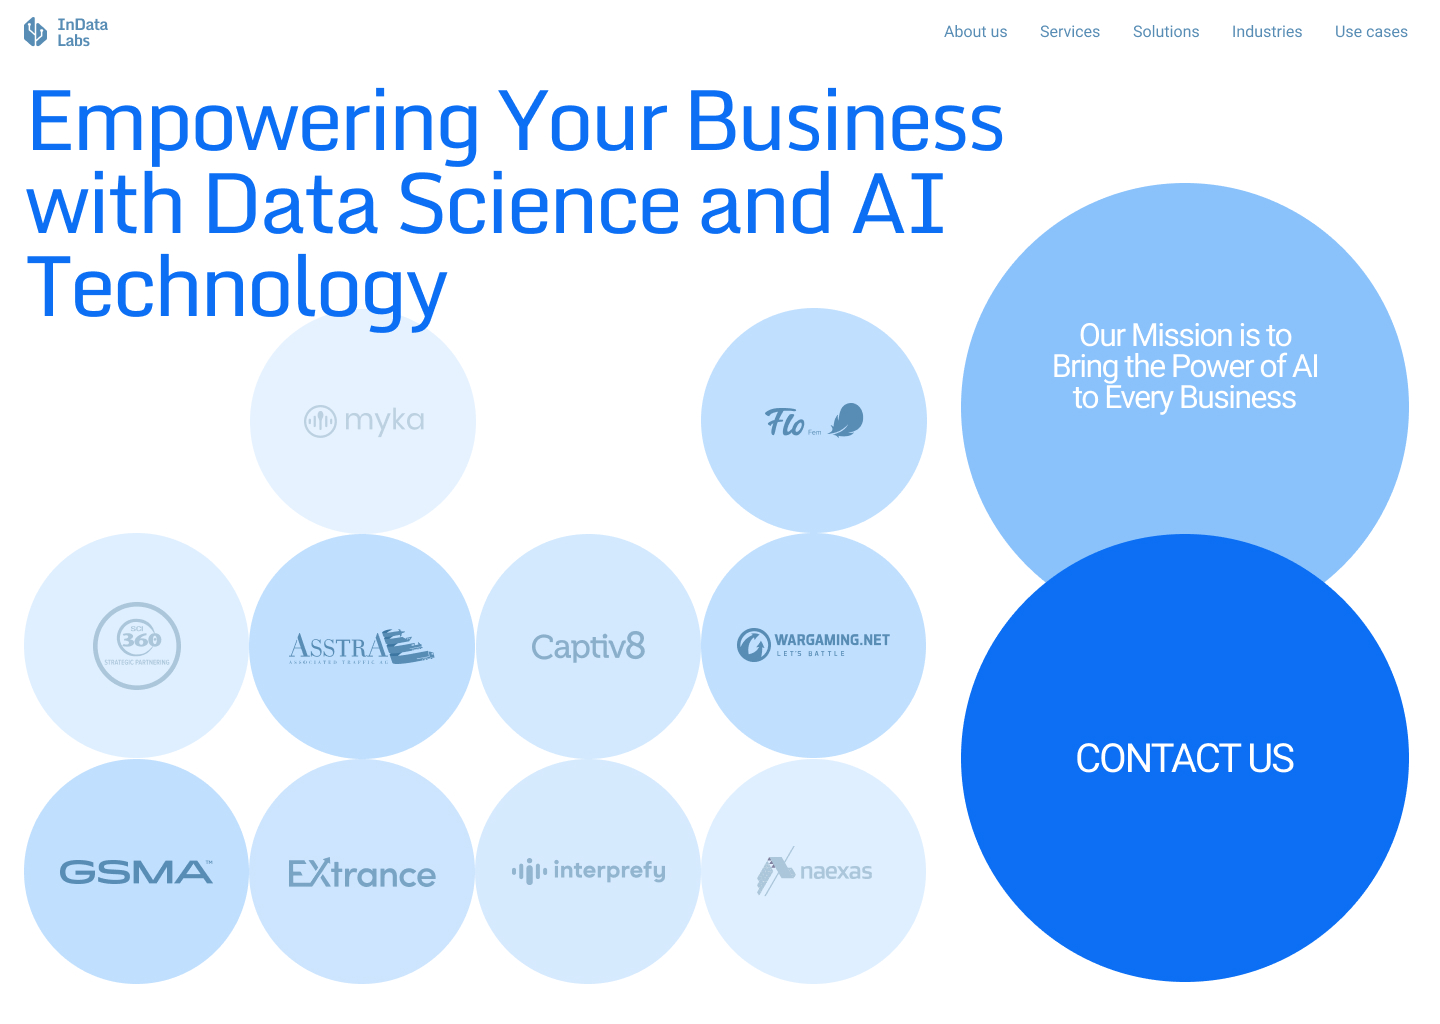 InData
Labs
About us
Services
Solutions
Industries
Use cases
Empowering Your Business
with Data Science and AI
Technology
Our Mission is to
Bring the Power of AI
to Every Business
myka
Flo
Fem
SCI
360
STRATEGIC PARTNERING
ASSTRA
ASSOCIATED TRAFFIC AG
Captiv8
WARGAMING.NET
LET'S BATTLE
CONTACT US
GSMA™
EXtrance
interprefy
naexas